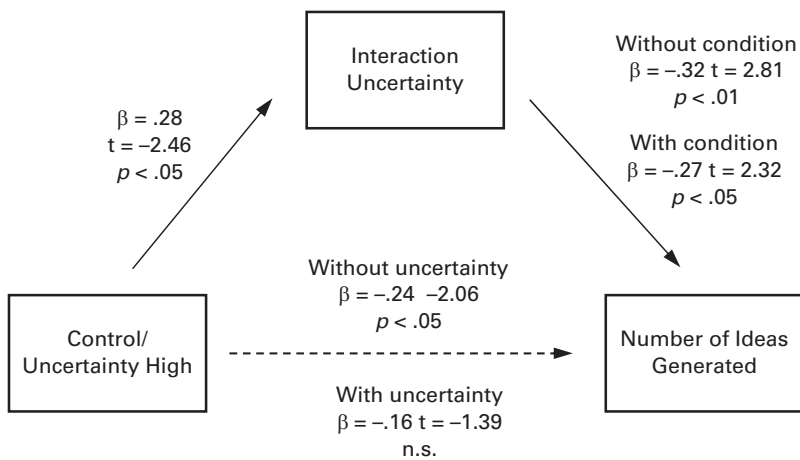 Interaction
Uncertainty
Without condition
β = –.32 t = 2.81
p < .01
With condition
β = –.27 t = 2.32
p < .05
β = .28
t = –2.46
p < .05
Without uncertainty
β = –.24 –2.06
p < .05
Control/
Uncertainty High
Number of Ideas
Generated
With uncertainty
β = –.16 t = –1.39
n.s.